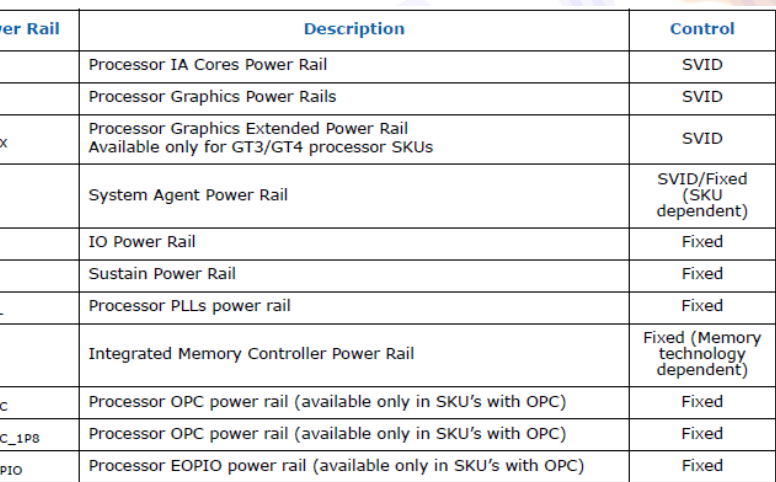 er Rail Description Control
Processor IA Cores Power Rail SVID
Processor Graphics Power Rails SVID
Processor Graphics Extended Power Rail
Available only for GT3/GT4 processor SKUs
X SVID
System Agent Power Rail
SVID/Fixed
(SKU
dependent)
IO Power Rail Fixed
Sustain Power Rail Fixed
Processor PLLs power rail Fixed
Integrated Memory Controller Power Rail
Fixed (Memory
technology
dependent)
C Processor OPC power rail (available only in SKU's with OPC) Fixed
C_1P8 Processor OPC power rail (available only in SKU's with OPC) Fixed
PIO Processor EOPIO power rail (available only in SKU's with OPC) Fixed